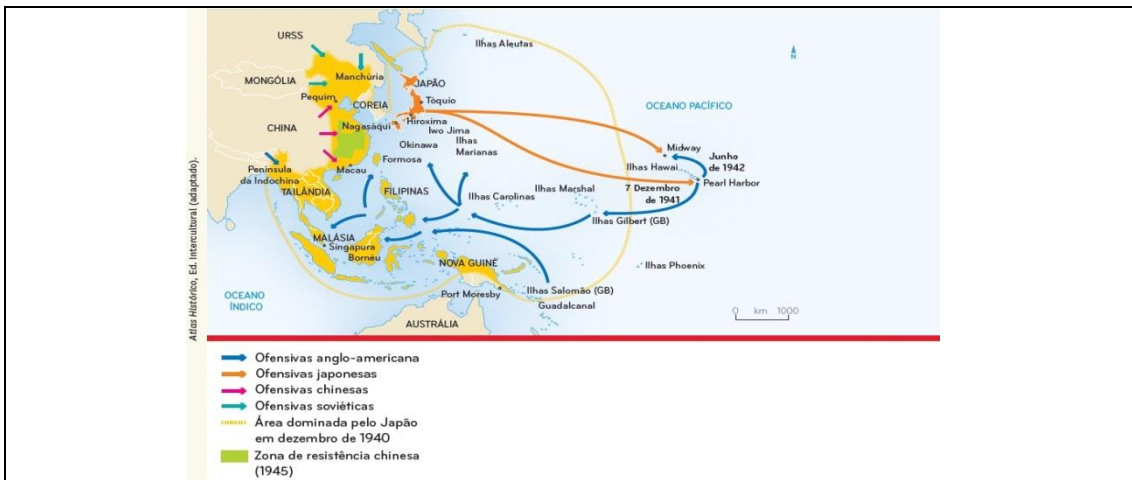 URSS
Ilhas Aleutas
N
MONGÓLIA
Manchúria
JAPÃO
Pequim
COREIA
Tóquio
OCEANO PACÍFICO
CHINA
Nagasáqui
Hiroxima
Iwo Jima
Okinawa
Ilhas
Marianas
Midway
Junho
de 1942
Formosa
Ilhas Hawai
Península
da Indochina
Macau
Pearl Harbor
TAILÂNDIA
FILIPINAS
7 Dezembro
de 1941
Ilhas Marshal
Ilhas Carolinas
Ilhas Gilbert (GB)
MALÁSIA
Singapura
Bornéu
NOVA GUINÉ
Ilhas Phoenix
OCEANO
ÍNDICO
Port Moresby
Ilhas Salomão (GB)
Guadalcanal
0 km 1000
AUSTRÁLIA
Atlas Histórico, Ed. Intercultural (adaptado).
Ofensivas anglo-americana
Ofensivas japonesas
Ofensivas chinesas
Ofensivas soviéticas
Área dominada pelo Japão
em dezembro de 1940
Zona de resistência chinesa
(1945)